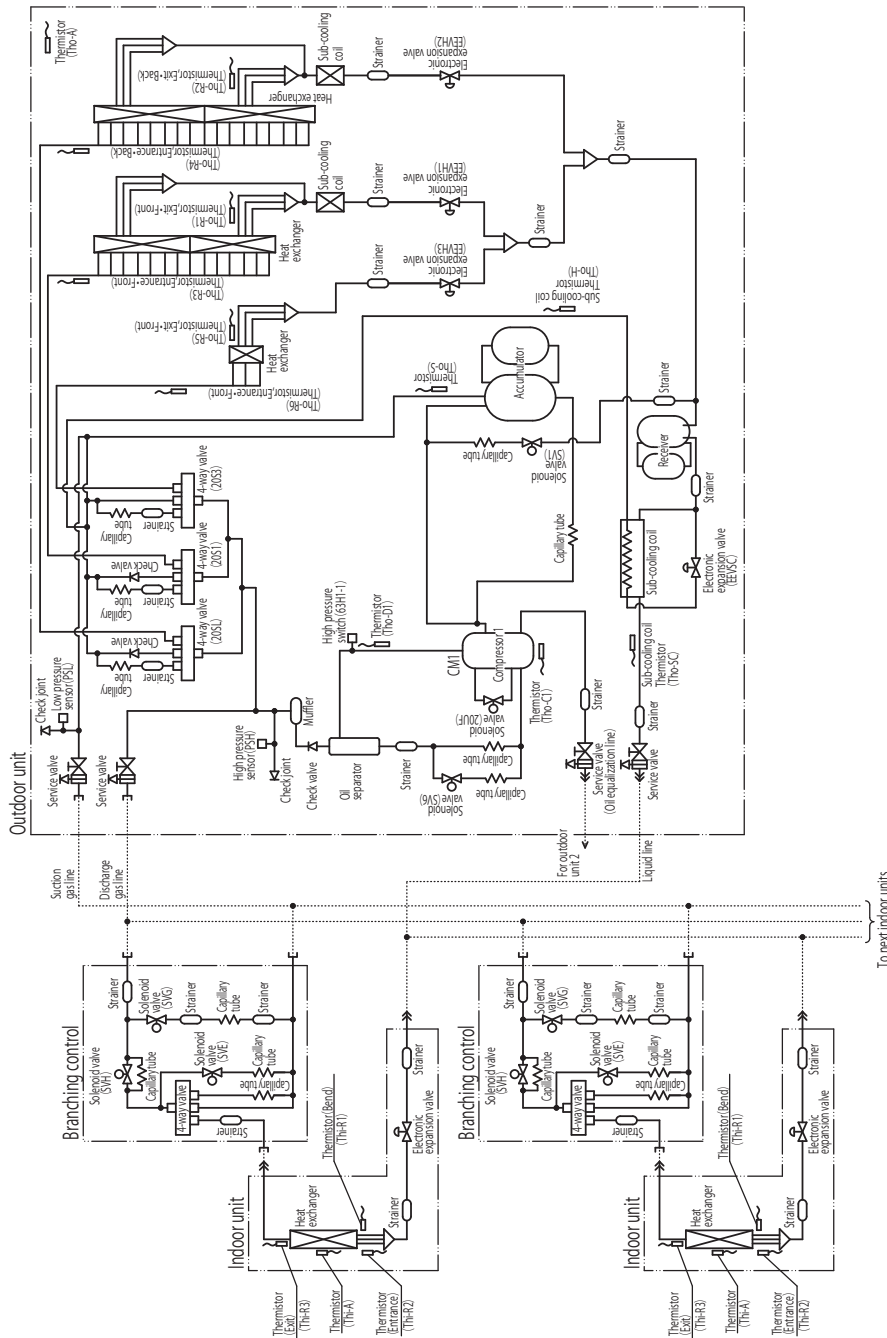 Outdoor unit
Service valve
Check joint
Low pressure
sensor (PSL)
Service valve
Suction
gas line
Discharge
gas line
High pressure
sensor (PSH)
Check joint
Check valve
Muffler
Oil
separator
Strainer
Solenoid
valve (SV6)
Capillary tube
Capillary tube
Solenoid
valve (20UF)
CM1
Compressor1
Thermistor
(Tho-C1)
High pressure
switch (63H1-1)
Thermistor
(Tho-D1)
Capillary
tube
Strainer
Check valve
4-way valve
(20SL)
Capillary
tube
Strainer
Check valve
4-way valve
(20S1)
Capillary
tube
Strainer
4-way valve
(20S3)
Thermistor
(Tho-A)
(Tho-R4)
(Thermistor,Entrance•Back)
Heat exchanger
(Tho-R2)
(Thermistor,Exit•Back)
Sub-cooling
coil
Strainer
Electronic
expansion valve
(EEVH2)
(Tho-R3)
(Thermistor,Entrance•Front)
Heat
exchanger
(Tho-R1)
(Thermistor,Exit•Front)
Sub-cooling
coil
Strainer
Electronic
expansion valve
(EEVH1)
(Tho-R6)
(Thermistor,Entrance•Front)
Heat
exchanger
(Tho-R5)
(Thermistor,Exit•Front)
Strainer
Electronic
expansion valve
(EEVH3)
Strainer
Strainer
Thermistor
(Tho-S)
Accumulator
Capillary tube
Solenoid
valve
(SV1)
Capillary tube
Sub-cooling coil
Thermistor
(Tho-H)
Strainer
Receiver
Strainer
Sub-cooling coil
Electronic
expansion valve
(EEVSC)
Sub-cooling coil
Thermistor
(Tho-SC)
Strainer
Strainer
Service valve
(Oil equalization line)
Service valve
For outdoor
unit 2
Liquid line
Branching control
Strainer
Solenoid valve
(SVH)
Capillary tube
Solenoid
valve
(SVG)
Strainer
Capillary
tube
Strainer
Solenoid
valve
(SVE)
Capillary
tube
Capillary tube
4-way valve
Strainer
Indoor unit
Heat
exchanger
Thermistor(Bend)
(Thi-R1)
Strainer
Electronic
expansion valve
Strainer
Thermistor
(Exit)
(Thi-R3)
Thermistor
(Thi-A)
Thermistor
(Entrance)
(Thi-R2)
Branching control
Strainer
Solenoid valve
(SVH)
Capillary tube
Solenoid
valve
(SVG)
Strainer
Capillary
tube
Strainer
Solenoid
valve
(SVE)
Capillary
tube
Capillary tube
4-way valve
Strainer
Indoor unit
Heat
exchanger
Thermistor(Bend)
(Thi-R1)
Strainer
Electronic
expansion valve
Strainer
Thermistor
(Exit)
(Thi-R3)
Thermistor
(Thi-A)
Thermistor
(Entrance)
(Thi-R2)
To next indoor units